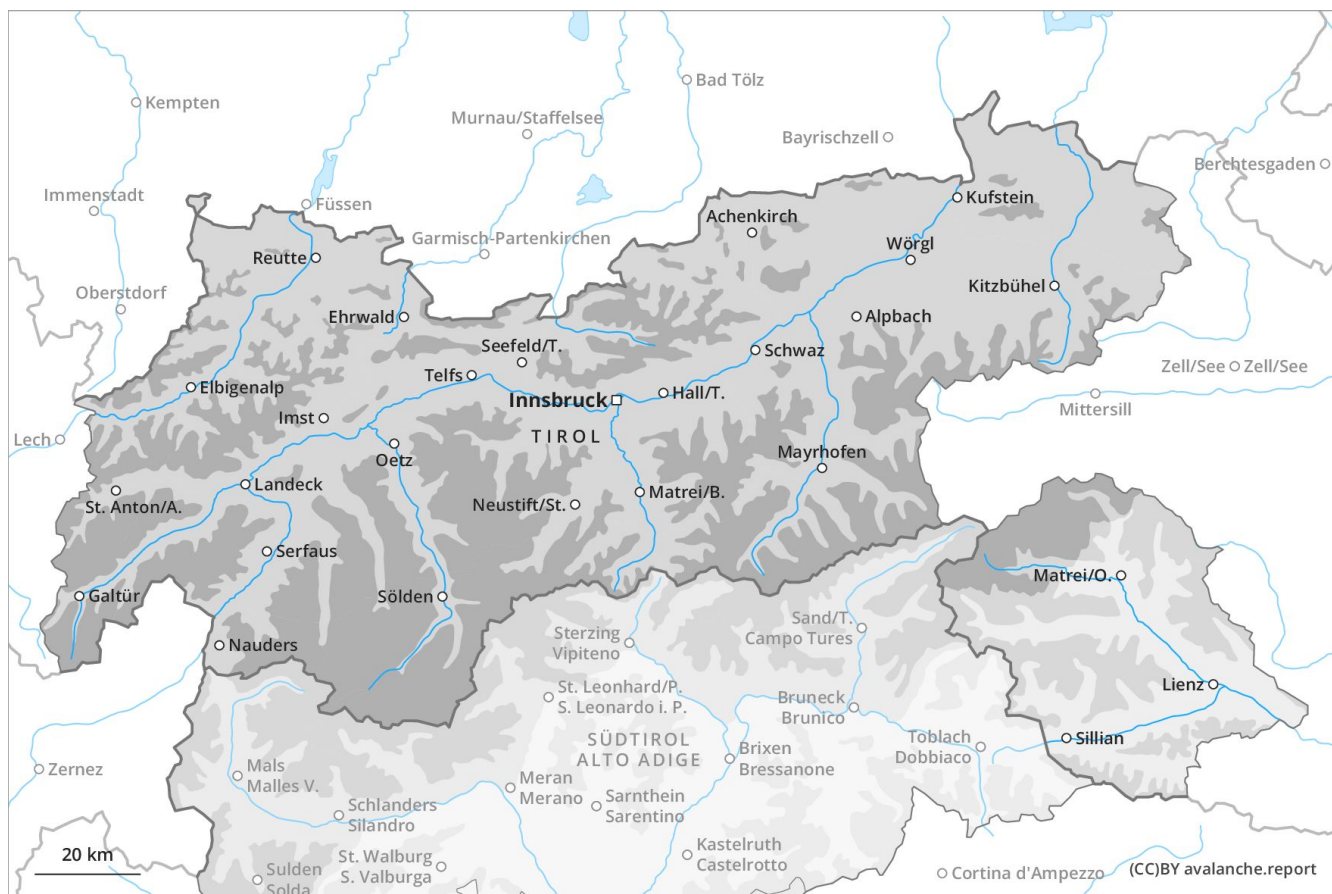 Bad Tölz
Kempten
Murnau/Staffelsee
Bayrischzell
Berchtesgaden
Immenstadt
Füssen
Kufstein
Achenkirch
Garmisch-Partenkirchen
Wörgl
Reutte
Kitzbühel
Oberstdorf
Ehrwald
Alpbach
Seefeld/T.
Schwaz
Zell/See
Zell/See
Telfs
Elbigenalp
Innsbruck
Hall/T.
Mittersill
Imst
TIROL
Lech
Oetz
Mayrhofen
Landeck
Matrei/B.
St. Anton/A.
Neustift/St.
Serfaus
Matrei/O.
Galtür
Sölden
Sand/T.
Campo Tures
Sterzing
Vipiteno
Nauders
Lienz
St. Leonhard/P.
S. Leonardo i. P.
Bruneck
Brunico
Sillian
Toblach
Dobbiaco
SÜDTIROL
ALTO ADIGE
Brixen
Bressanone
Zernez
Mals
Malles V.
Meran
Merano
Sarnthein
Sarentino
Schlanders
Silandro
Kastelruth
Castelrotto
20 km
St. Walburg
S. Valburga
Sulden
Solda
Cortina d'Ampezzo
(CC)BY avalanche.report